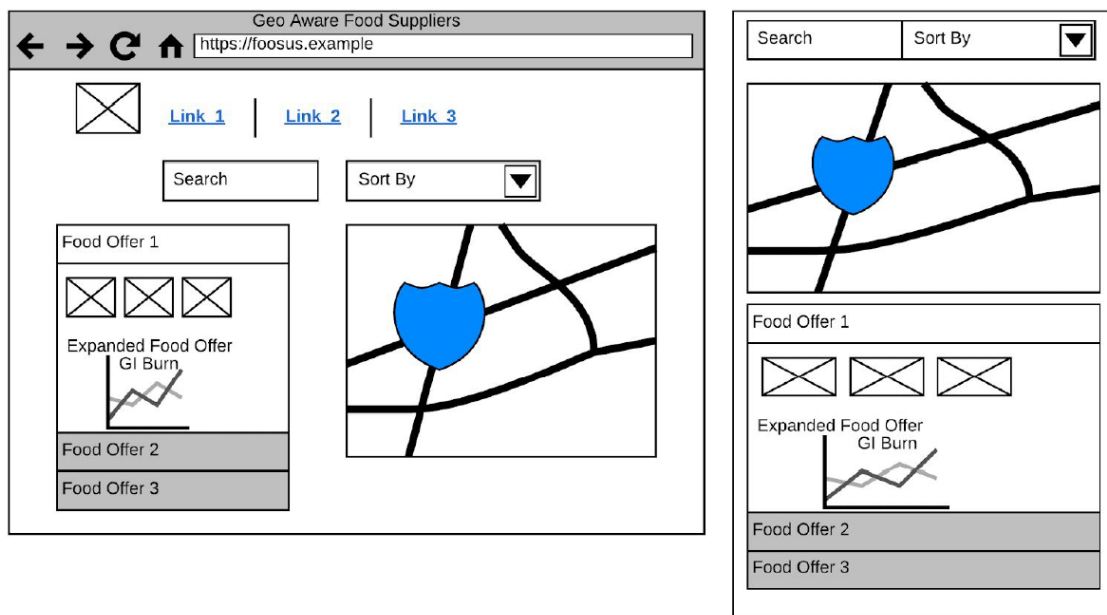 Geo Aware Food Suppliers
https://foosus.example
Link 1
Link 2
Link 3
Search
Sort By
Food Offer 1
Expanded Food Offer
GI Burn
Food Offer 2
Food Offer 3
Search
Sort By
Food Offer 1
Expanded Food Offer
GI Burn
Food Offer 2
Food Offer 3